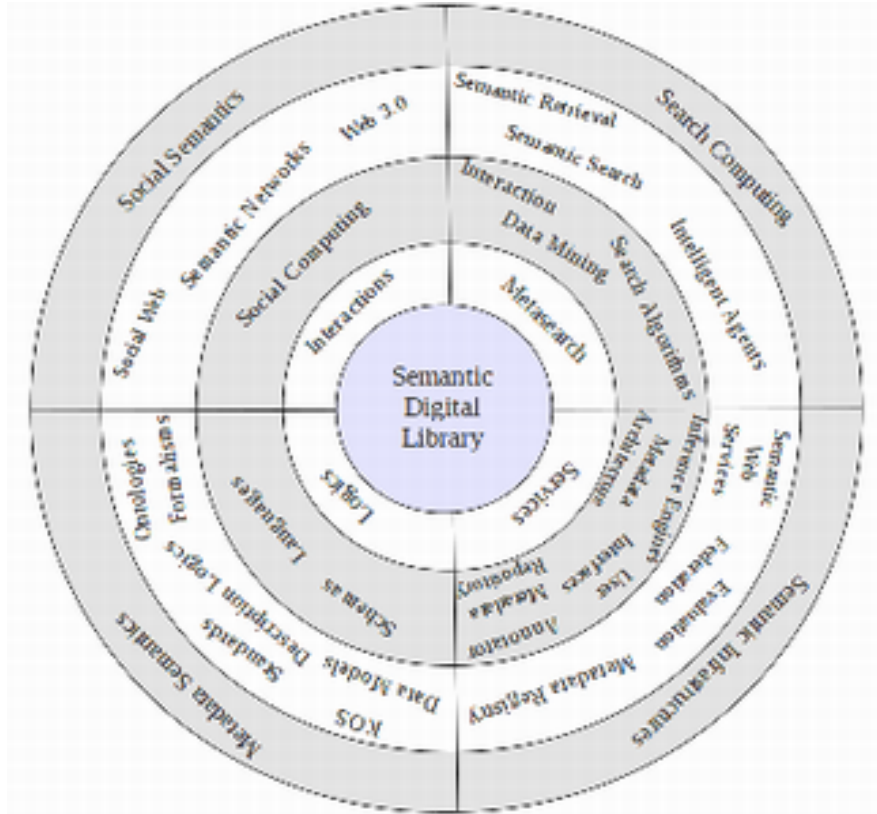 Social Semantics
Search Computing
Semantic Infrastructures
Metadata Semantics
Web 3.0
Semantic Networks
Social Web
Semantic Retrieval
Semantic Search
Intelligent Agents
Semantic
Web
Services
Federation
Evaluation
Metadata Registry
Ontologies
Formalisms
Description Logics
Standards
Data Models
KOS
Social Computing
Interaction
Data Mining
Search Algorithms
Inference Engines
Metadata
Architecture
User
Interfaces
Metadata
Repository
Annotator
Languages
Schemas
Interactions
Metasearch
Services
Logics
Semantic
Digital
Library